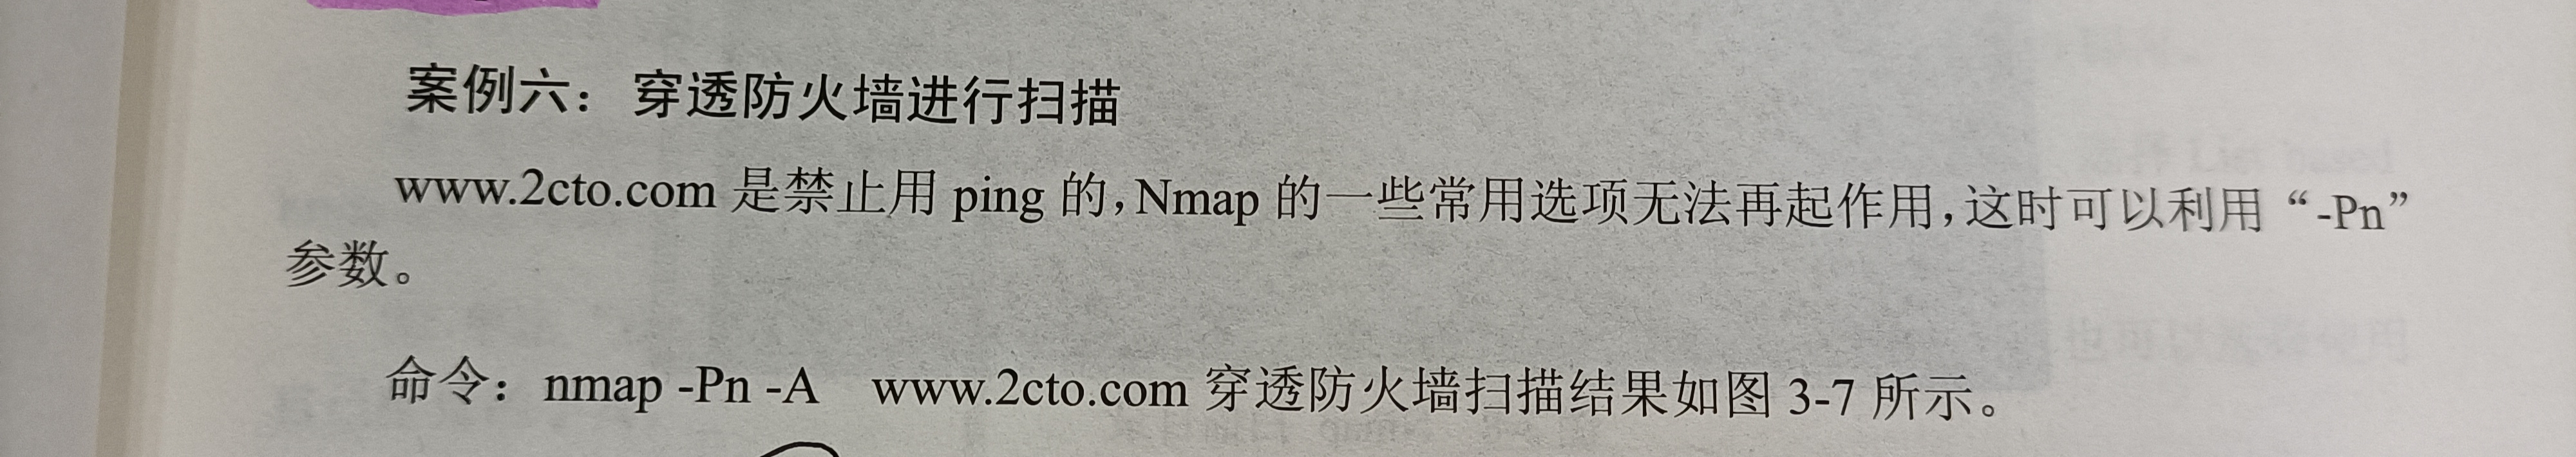 案例六：穿透防火墙进行扫描
www.2cto.com 是禁止用 ping 的，Nmap 的一些常用选项无法再起作用，这时可以利用“-Pn”
参数。
命令：nmap -Pn -A www.2cto.com 穿透防火墙扫描结果如图 3-7 所示。